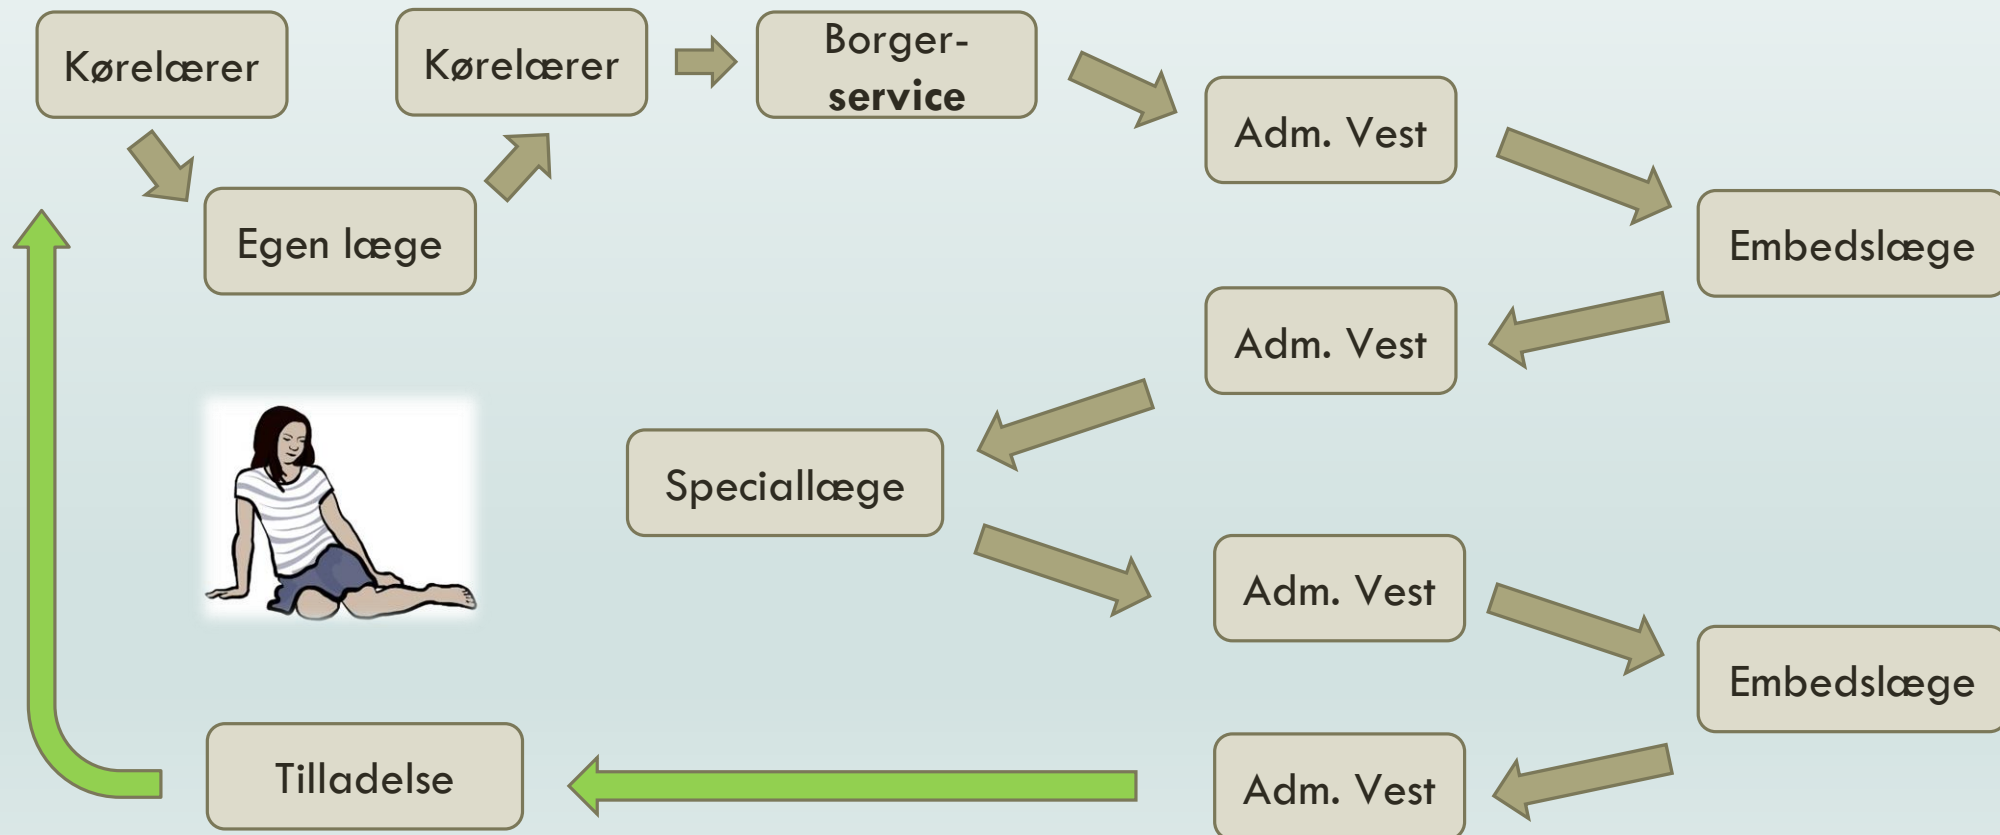 Kørelærer
Egen læge
Kørelærer
Borger-
service
Adm. Vest
Embedslæge
Adm. Vest
Speciallæge
Adm. Vest
Embedslæge
Adm. Vest
Tilladelse